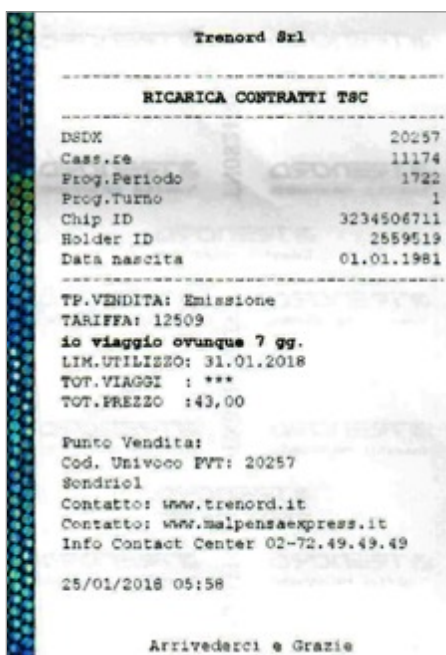 Trenord Srl
RICARICA CONTRATTI TSC
DSDX 20257
Cass.re 11174
Prog.Periodo 1722
Prog.Turno 1
Chip ID 3234506711
Holder ID 2559519
Data nascita 01.01.1981
TP.VENDITA: Emissione
TARIFFA: 12509
io viaggio ovunque 7 gg.
LIM.UTILIZZO: 31.01.2018
TOT.VIAGGI : ***
TOT.PREZZO :43,00
Punto Vendita:
Cod. Univoco PVT: 20257
Sondrio1
Contatto: www.trenord.it
Contatto: www.malpensaexpress.it
Info Contact Center 02-72.49.49.49
25/01/2018 05:58
Arrivederci e Grazie